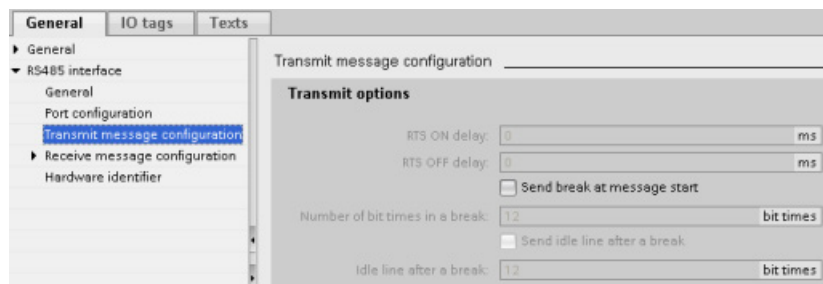 General IO tags Texts
General
RS485 interface
General
Port configuration
Transmit message configuration
Receive message configuration
Hardware identifier
Transmit message configuration
Transmit options
RTS ON delay: 0 ms
RTS OFF delay: 0 ms
Send break at message start
Number of bit times in a break: 12 bit times
Send idle line after a break
Idle line after a break: 12 bit times